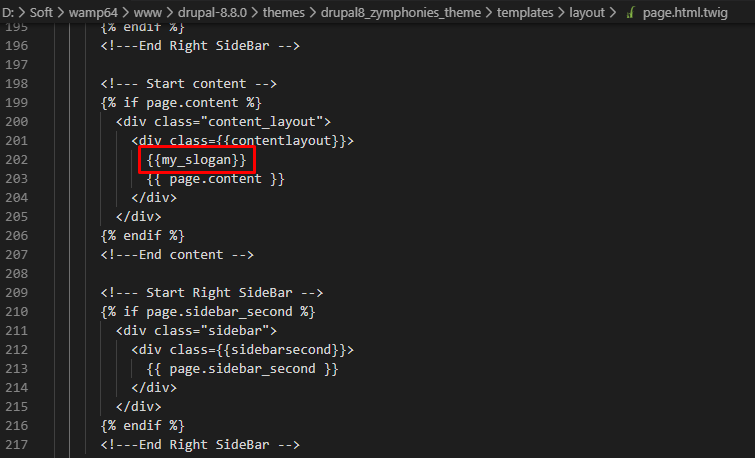 D: > Soft > wamp64 > www > drupal-8.8.0 > themes > drupal8_zymphonies_theme > templates > layout > page.html.twig
195 {% endif %}
196 <!---End Right SideBar -->
197
198 <!--- Start content -->
199 {% if page.content %}
200 <div class="content_layout">
201 <div class={{contentlayout}}>
202 {{my_slogan}}
203 {{ page.content }}
204 </div>
205 </div>
206 {% endif %}
207 <!---End content -->
208
209 <!--- Start Right SideBar -->
210 {% if page.sidebar_second %}
211 <div class="sidebar">
212 <div class={{sidebarsecond}}>
213 {{ page.sidebar_second }}
214 </div>
215 </div>
216 {% endif %}
217 <!---End Right SideBar -->